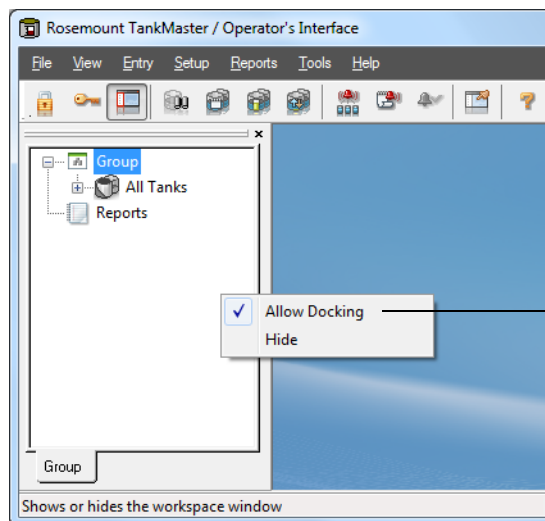 Rosemount TankMaster / Operator's Interface
File View Entry Setup Reports Tools Help
Group
All Tanks
Reports
Allow Docking
Hide
Group
Shows or hides the workspace window